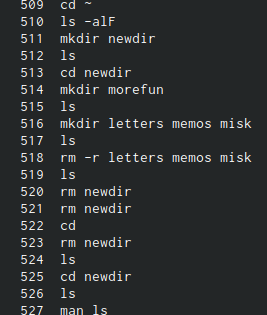 509 cd ~
510 ls -alF
511 mkdir newdir
512 ls
513 cd newdir
514 mkdir morefun
515 ls
516 mkdir letters memos misk
517 ls
518 rm -r letters memos misk
519 ls
520 rm newdir
521 rm newdir
522 cd
523 rm newdir
524 ls
525 cd newdir
526 ls
527 man ls